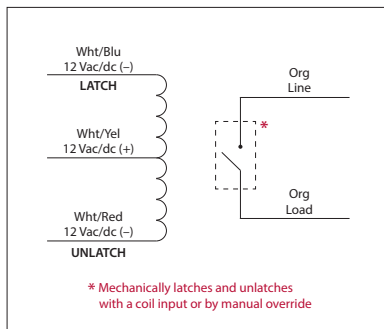 Wht/Blu
12 Vac/dc (–)
LATCH
Wht/Yel
12 Vac/dc (+)
Wht/Red
12 Vac/dc (–)
UNLATCH
Org
Line
*
Org
Load
* Mechanically latches and unlatches
with a coil input or by manual override